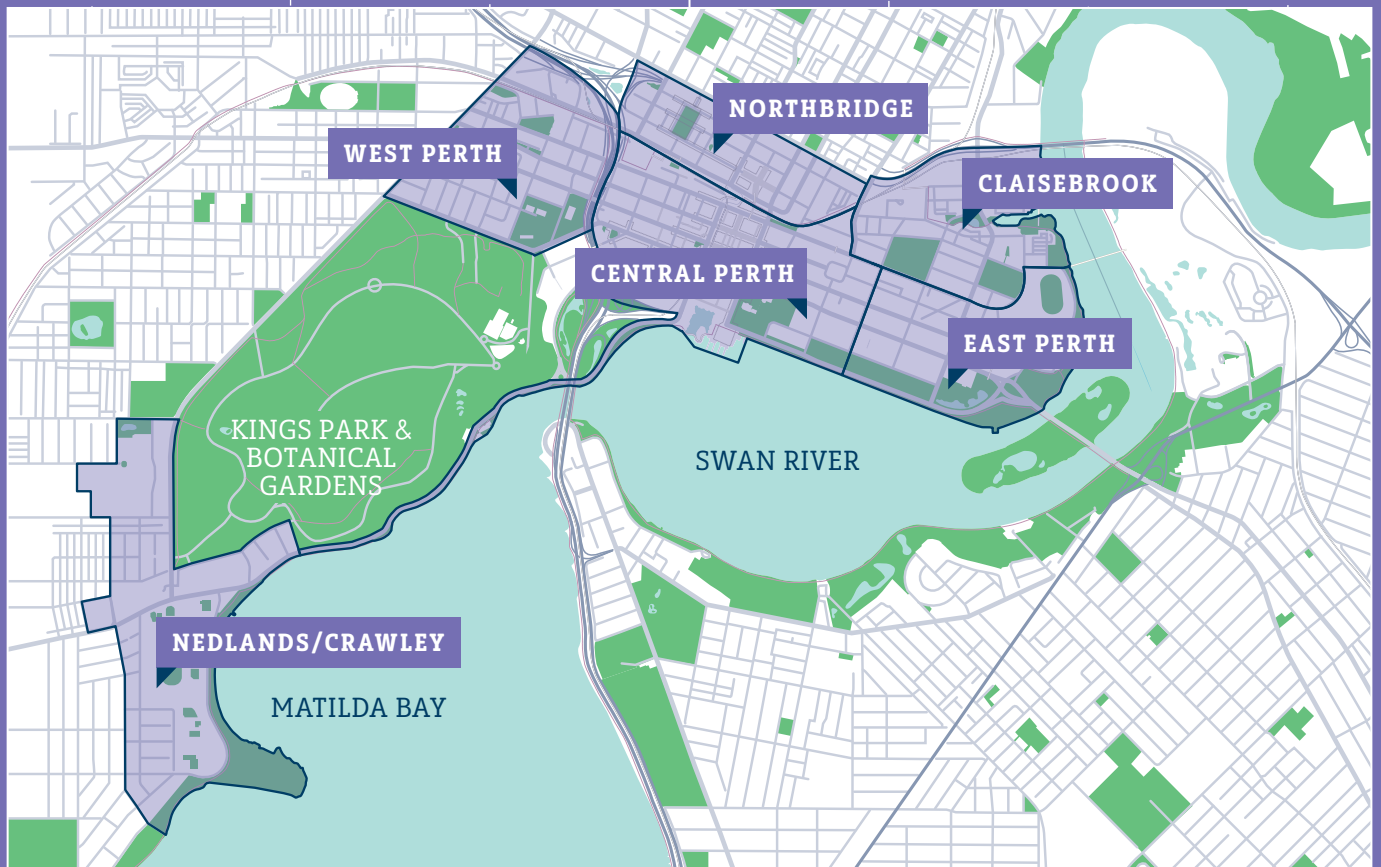 NORTHBRIDGE
WEST PERTH
CLAISEBROOK
CENTRAL PERTH
EAST PERTH
KINGS PARK &
BOTANICAL
GARDENS
SWAN RIVER
NEDLANDS/CRAWLEY
MATILDA BAY